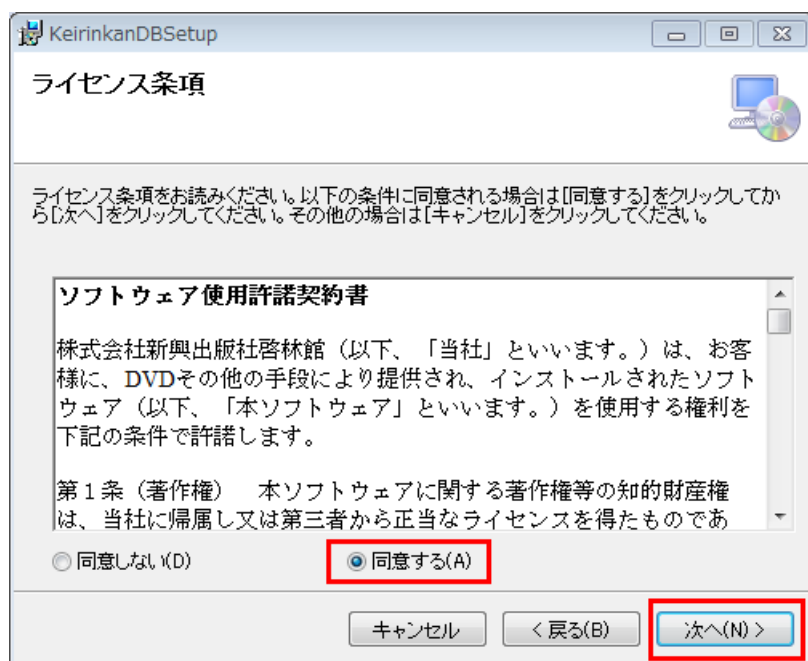 KeirinkanDBSetup
ライセンス条項
ライセンス条項をお読みください。以下の条件に同意される場合は[同意する]をクリックしてか
ら[次へ]をクリックしてください。その他の場合は[キャンセル]をクリックしてください。
ソフトウェア使用許諾契約書
株式会社新興出版社啓林館（以下、「当社」といいます。）は、お客
様に、DVDその他の手段により提供され、インストールされたソフト
ウェア（以下、「本ソフトウェア」といいます。）を使用する権利を
下記の条件で許諾します。
第１条（著作権）　本ソフトウェアに関する著作権等の知的財産権
は、当社に帰属し又は第三者から正当なライセンスを得たものであ
同意しない(D)
同意する(A)
キャンセル
< 戻る(B)
次へ(N) >